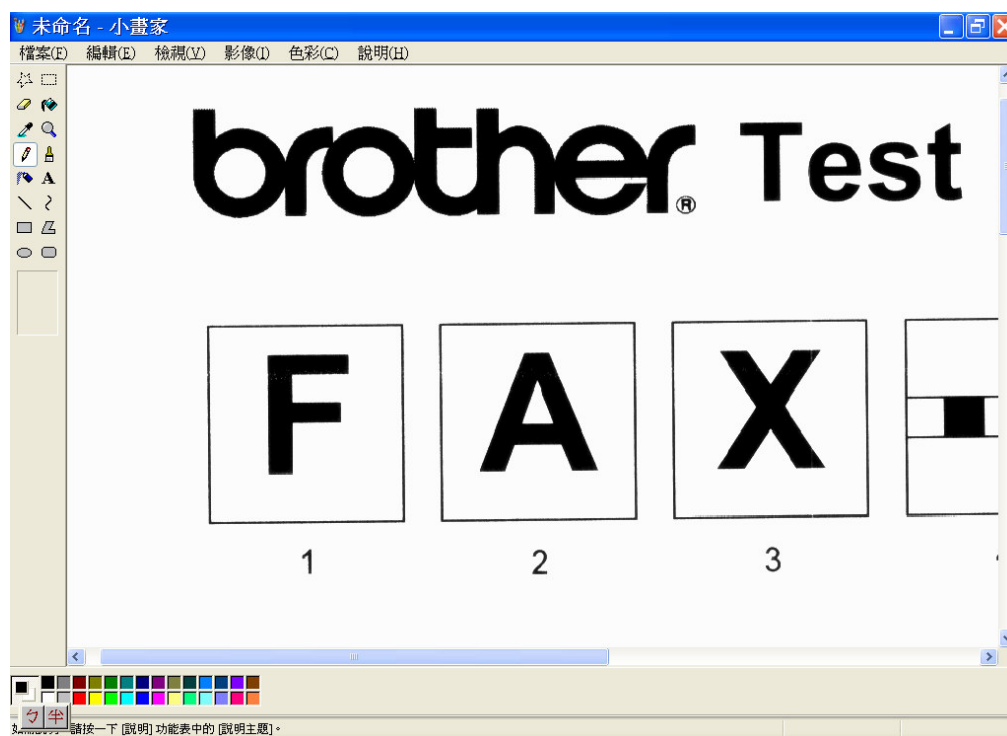 未命名 - 小畫家
檔案(F) 編輯(E) 檢視(V) 影像(I) 色彩(C) 說明(H)
brother® Test
F A X
1 2 3
ㄅ 半
請按一下 [說明] 功能表中的 [說明主題]。